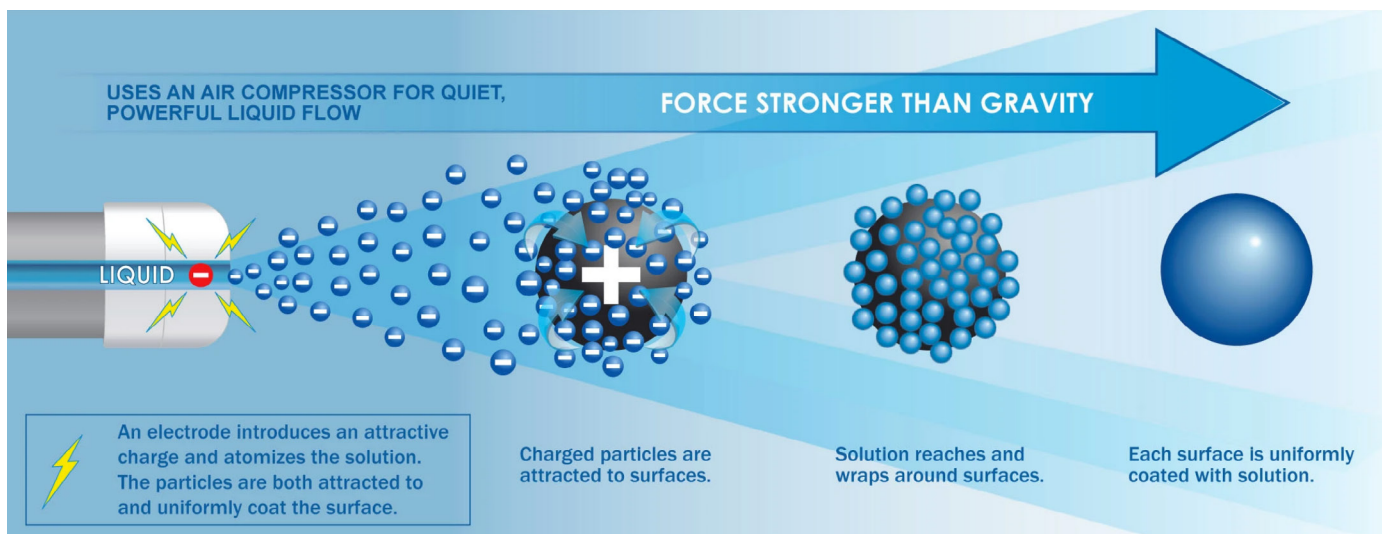 USES AN AIR COMPRESSOR FOR QUIET,
POWERFUL LIQUID FLOW
FORCE STRONGER THAN GRAVITY
LIQUID
An electrode introduces an attractive
charge and atomizes the solution.
The particles are both attracted to
and uniformly coat the surface.
Charged particles are
attracted to surfaces.
Solution reaches and
wraps around surfaces.
Each surface is uniformly
coated with solution.